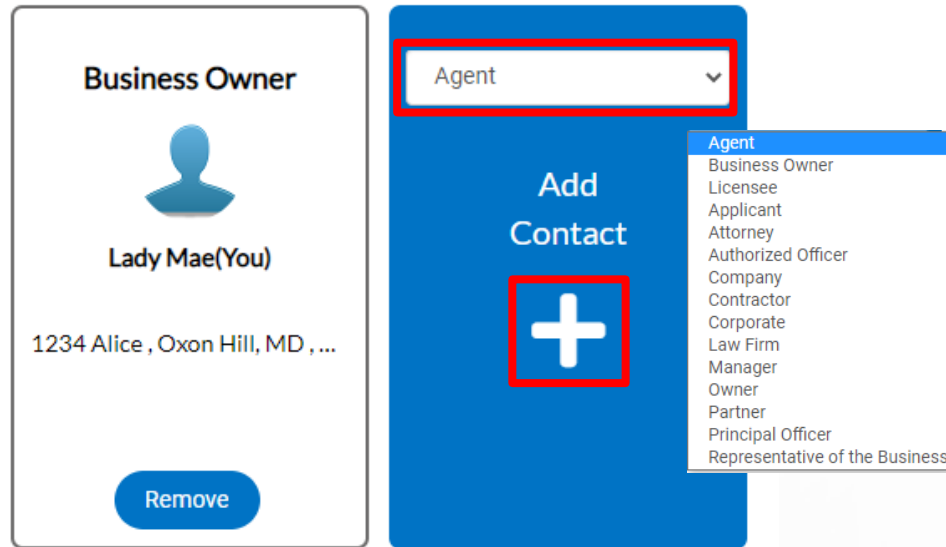 Business Owner
Lady Mae(You)
1234 Alice , Oxon Hill, MD , ...
Remove
Agent
Add
Contact
Agent
Business Owner
Licensee
Applicant
Attorney
Authorized Officer
Company
Contractor
Corporate
Law Firm
Manager
Owner
Partner
Principal Officer
Representative of the Business